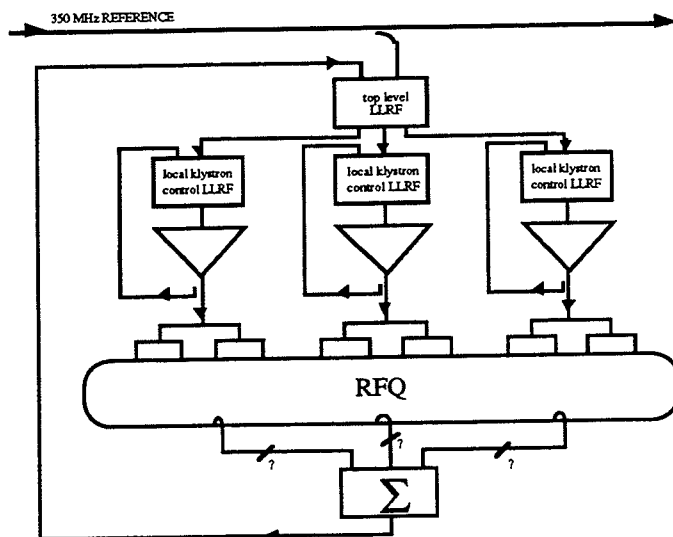 350 MHz REFERENCE
top level
LLRF
local klystron
control LLRF
local klystron
control LLRF
local klystron
control LLRF
RFQ
?
?
?
Σ